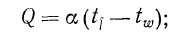 Q = α (t_l − t_w);